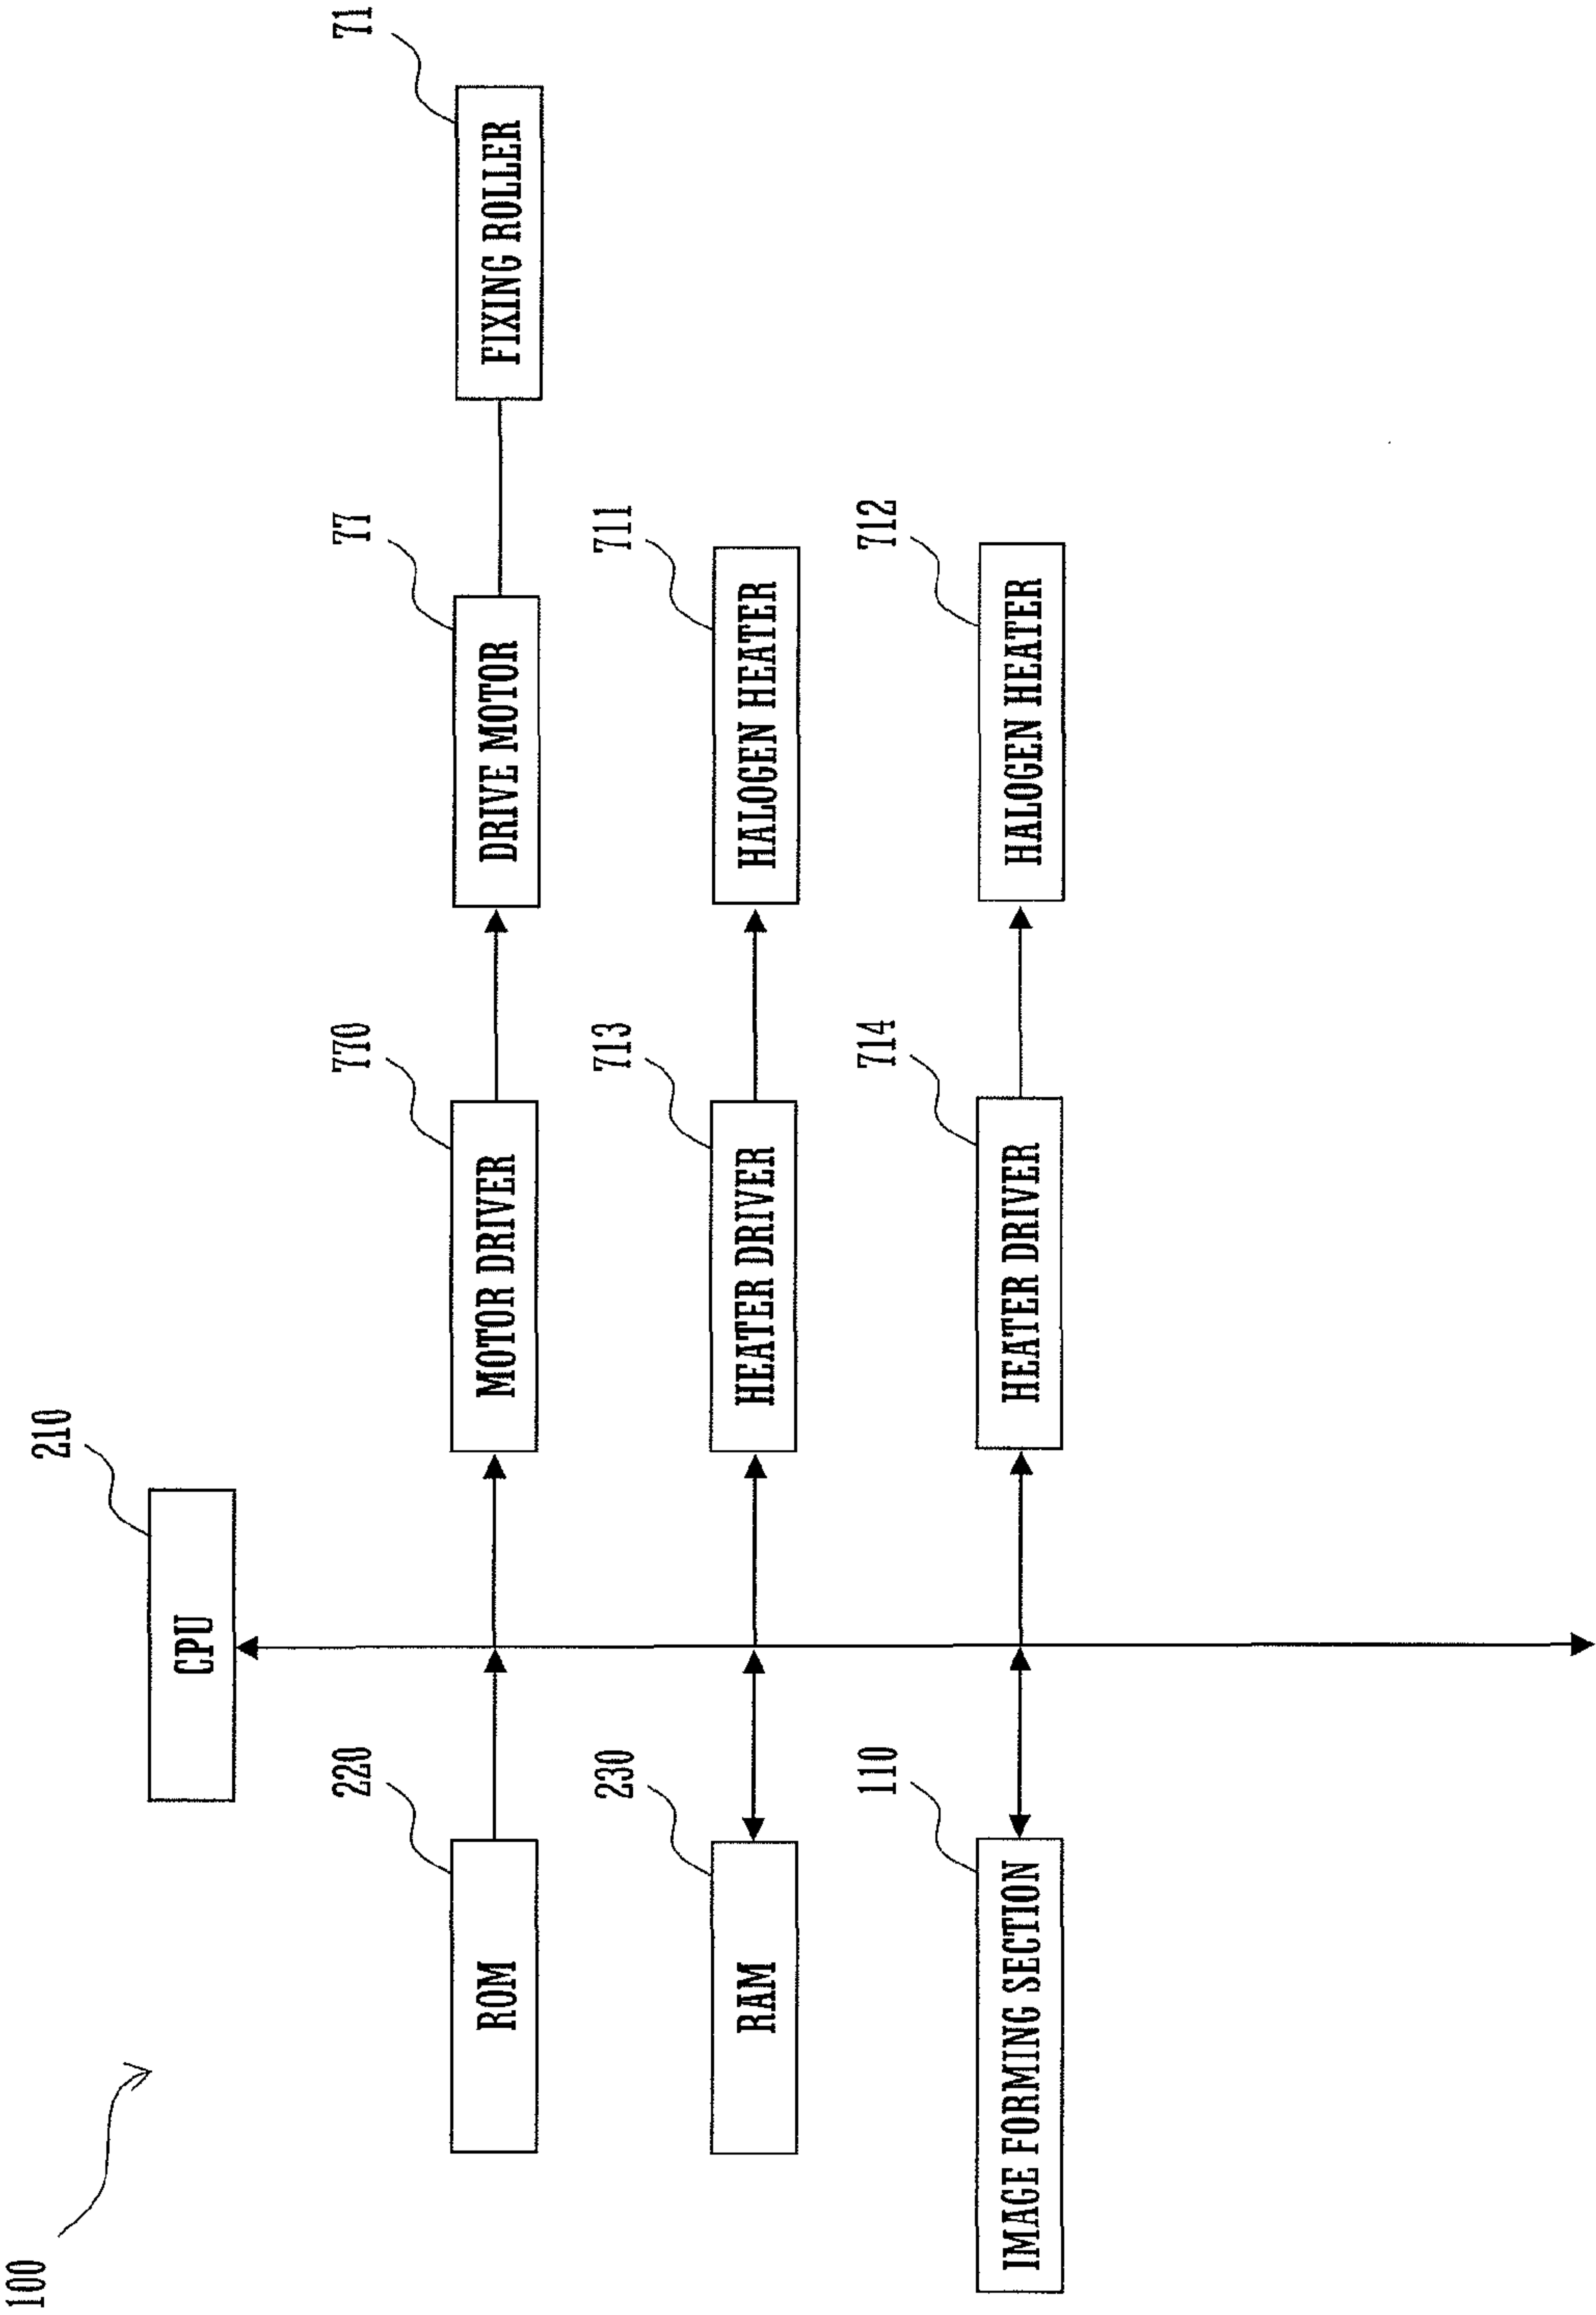 100
210
CPU
220
ROM
770
MOTOR DRIVER
77
DRIVE MOTOR
71
FIXING ROLLER
230
RAM
713
HEATER DRIVER
711
HALOGEN HEATER
110
IMAGE FORMING SECTION
714
HEATER DRIVER
712
HALOGEN HEATER